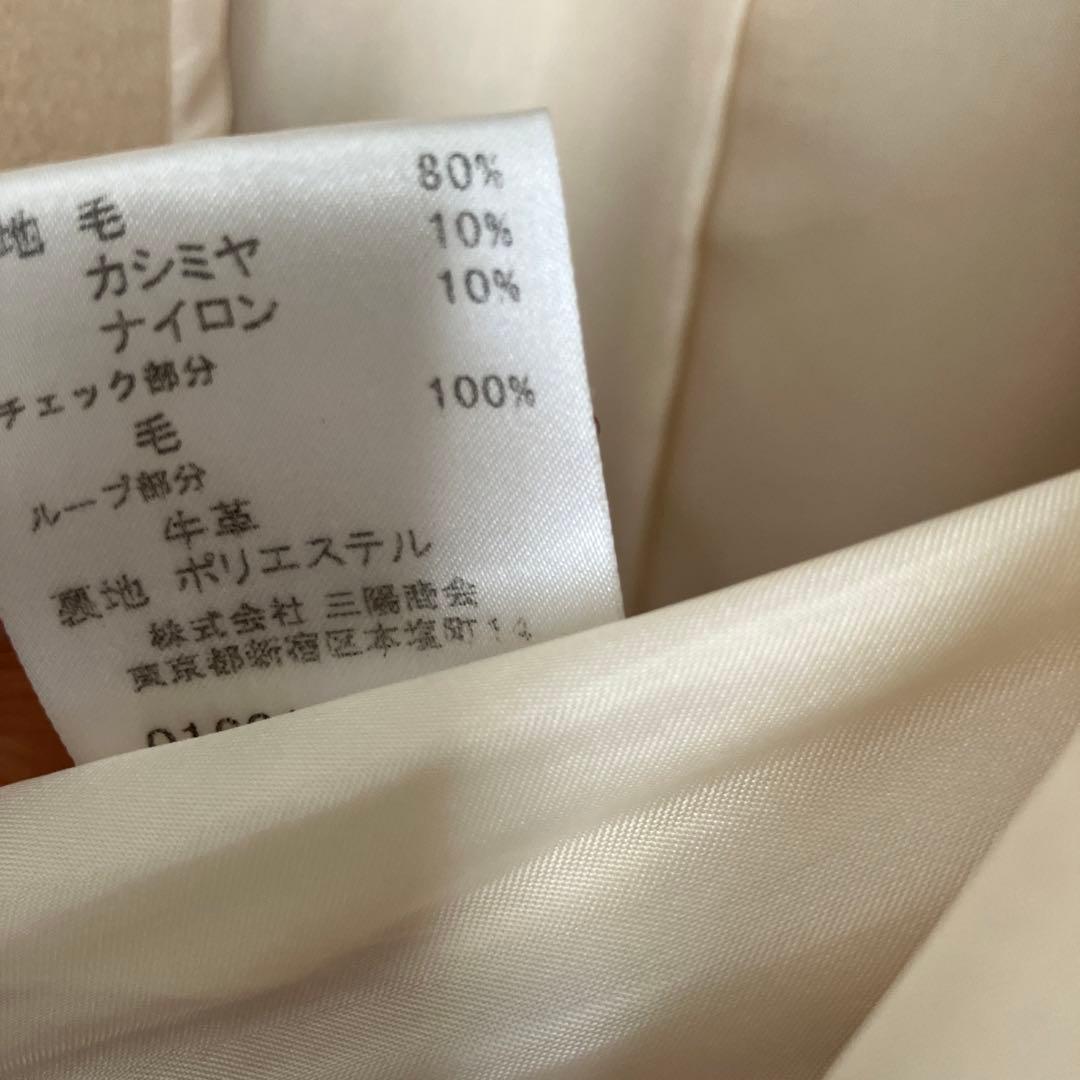 地 毛 80%
カシミヤ 10%
ナイロン 10%
チェック部分
毛 100%
ループ部分
牛革
裏地 ポリエステル
株式会社 三陽商会
東京都新宿区本塩町14